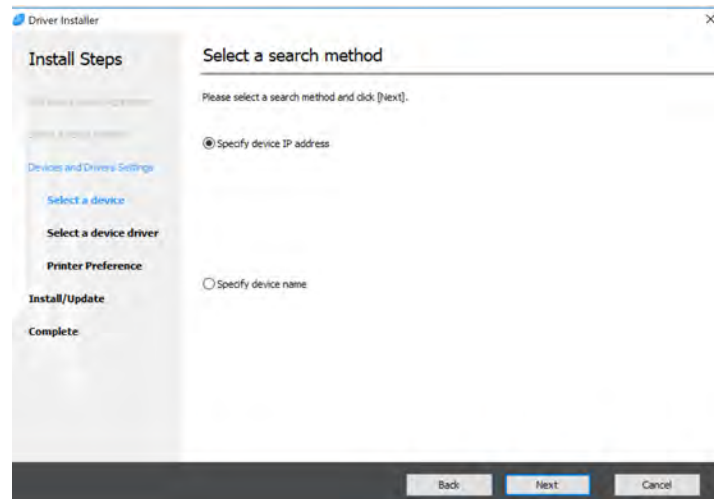 Driver Installer
Install Steps
Devices and Drivers Settings
Select a device
Select a device driver
Printer Preference
Install/Update
Complete
Select a search method
Please select a search method and click [Next].
Specify device IP address
Specify device name
Back
Next
Cancel